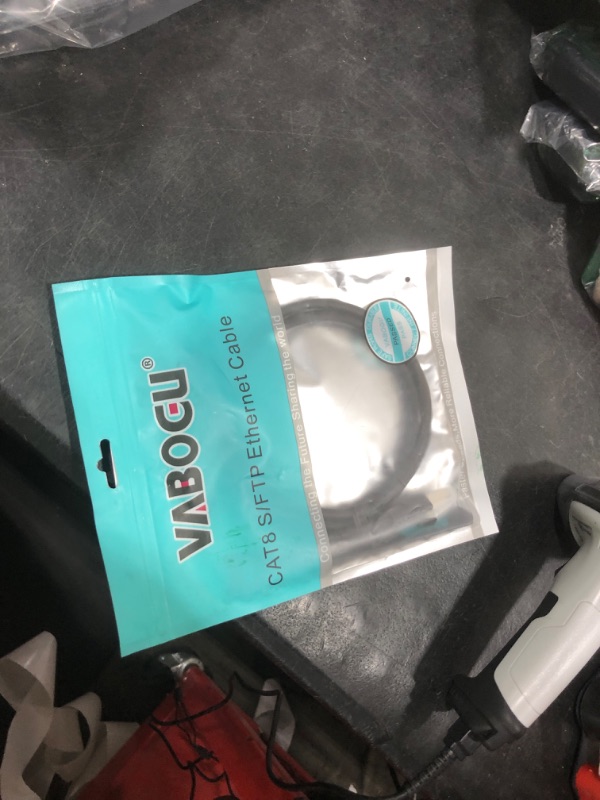 VABOGU®
CAT8 S/FTP Ethernet Cable
Connecting the Future Sharing the world